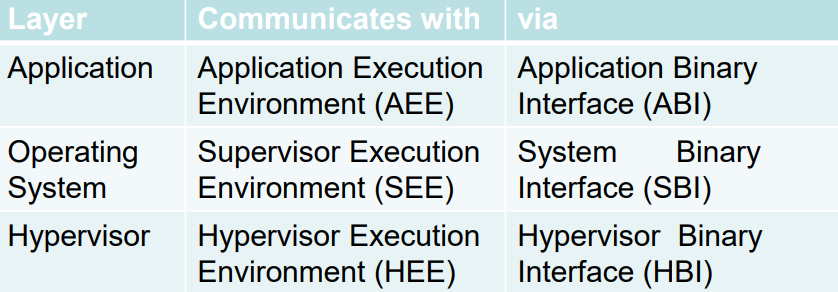 Layer Communicates with via
Application Application Execution Application Binary
Environment (AEE) Interface (ABI)
Operating Supervisor Execution System Binary
System Environment (SEE) Interface (SBI)
Hypervisor Hypervisor Execution Hypervisor Binary
Environment (HEE) Interface (HBI)